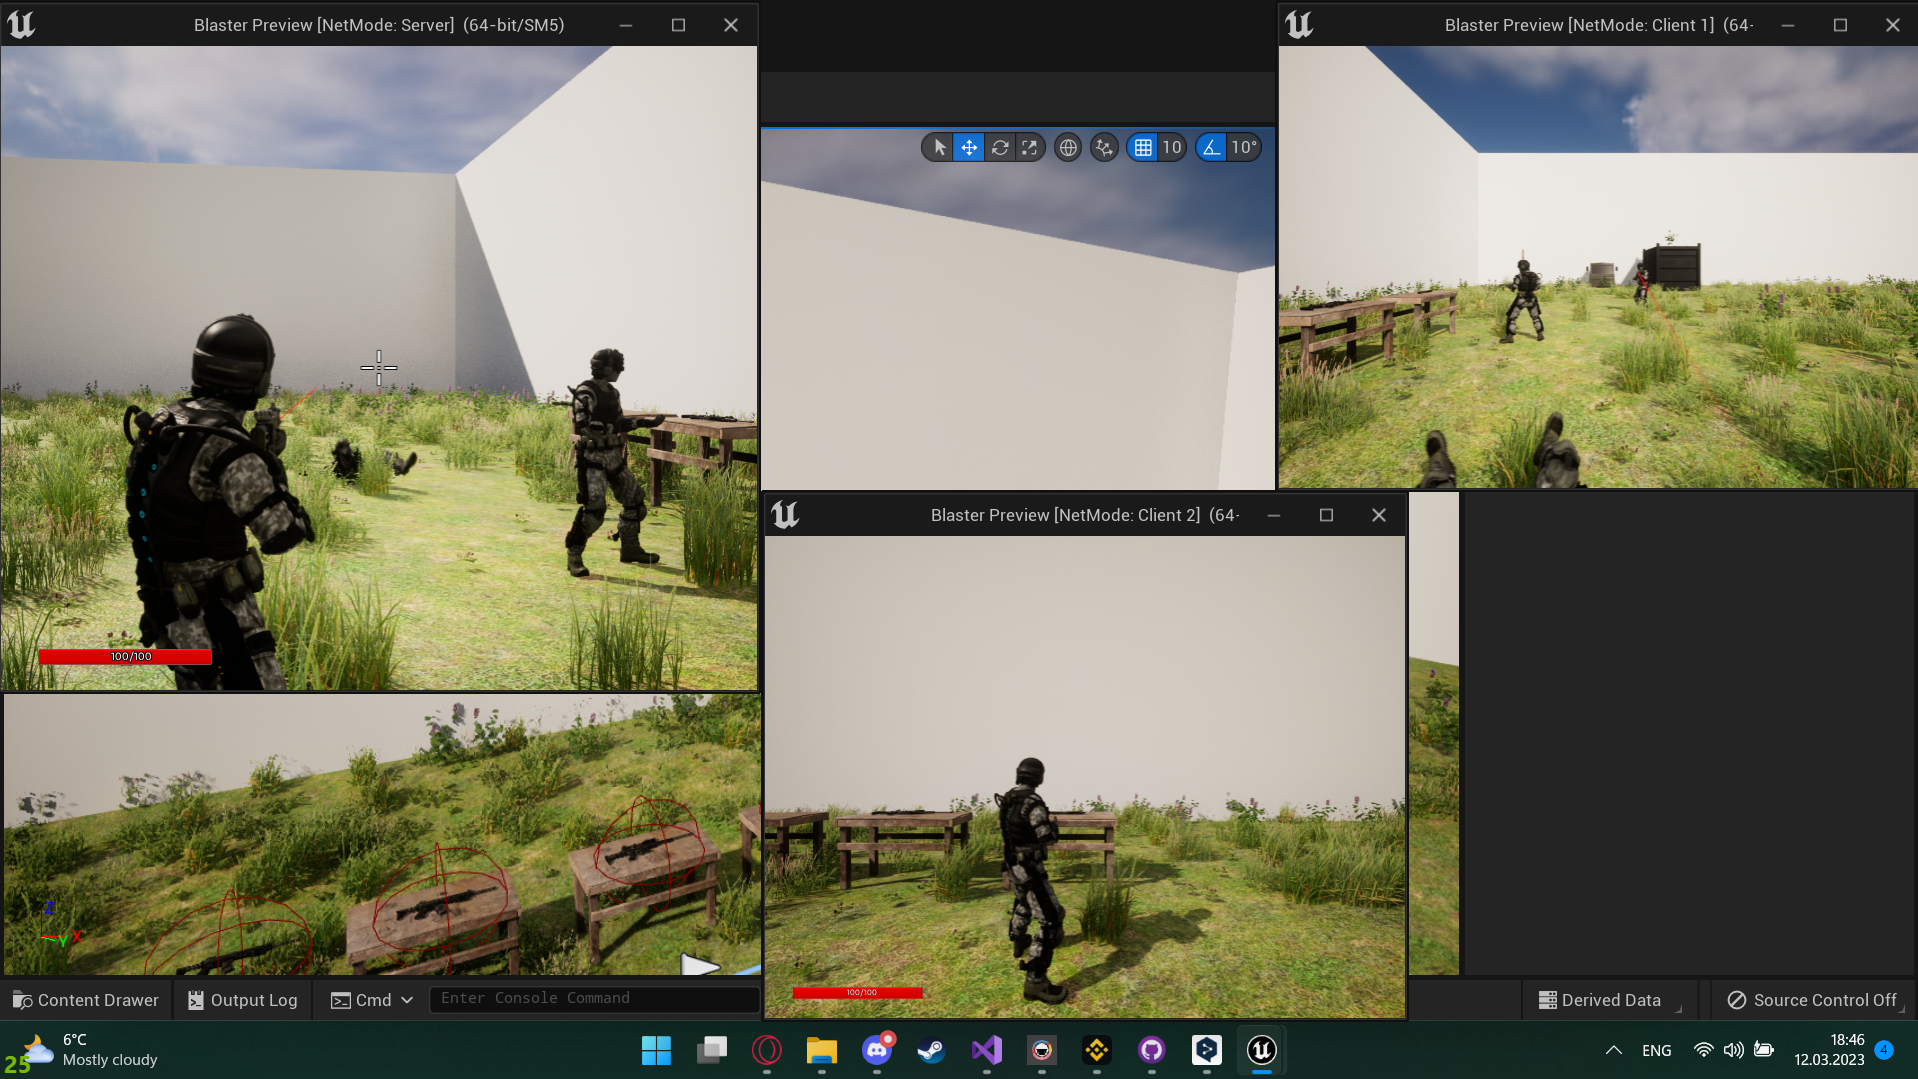 Blaster Preview [NetMode: Server] (64-bit/SM5)
Blaster Preview [NetMode: Client 1] (64-
10
10°
100/100
Blaster Preview [NetMode: Client 2] (64-
100/100
Z
Y
X
Content Drawer
Output Log
Cmd
Enter Console Command
Derived Data
Source Control Off
25
6°C
Mostly cloudy
ENG
18:46
12.03.2023
4